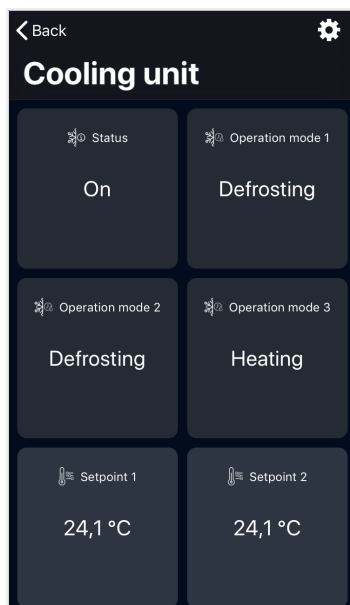 Back
Cooling unit
Status
On
Operation mode 1
Defrosting
Operation mode 2
Defrosting
Operation mode 3
Heating
Setpoint 1
24,1 °C
Setpoint 2
24,1 °C